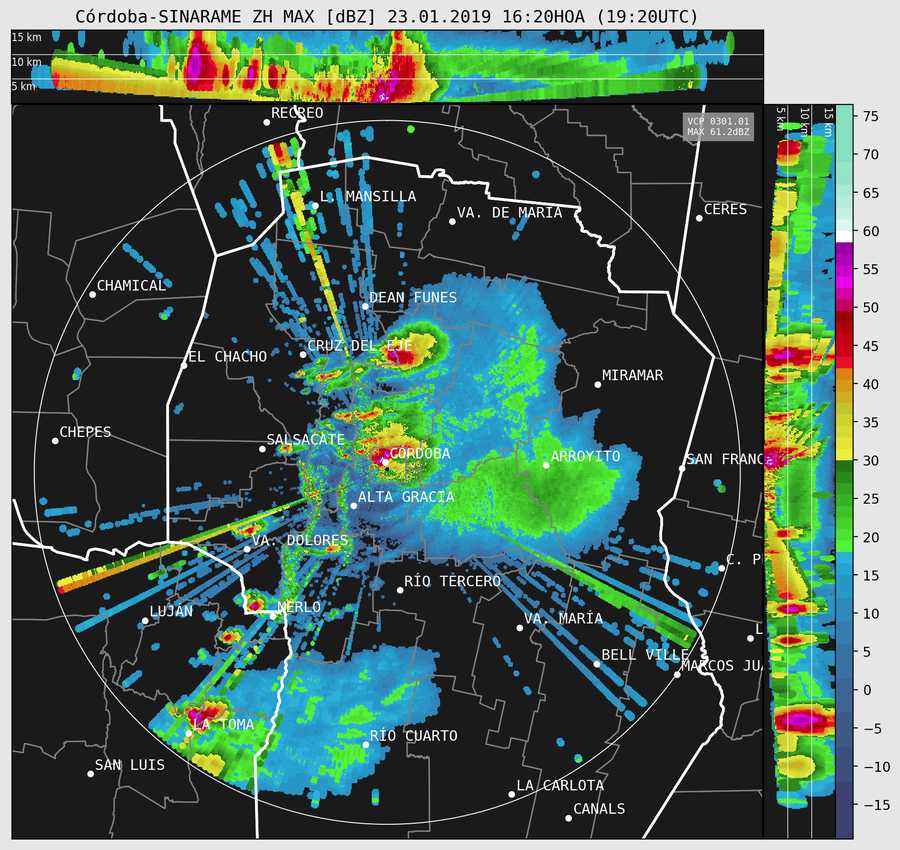 Córdoba-SINARAME ZH MAX [dBZ] 23.01.2019 16:20HOA (19:20UTC)
15 km
10 km
5 km
5 km
10 km
15 km
VCP 0301.01
MAX 61.2dBZ
RECREO
L. MANSILLA
VA. DE MARIA
CERES
CHAMICAL
DEAN FUNES
CRUZ DEL EJE
EL CHACHO
MIRAMAR
CHEPES
SALSACATE
CÓRDOBA
ARROYITO
SAN FRANC
ALTA GRACIA
VA. DOLORES
C. P
RÍO TERCERO
LUJÁN
MERLO
VA. MARÍA
L
BELL VILLE
MARCOS JUA
LA TOMA
RÍO CUARTO
SAN LUIS
LA CARLOTA
CANALS
75
70
65
60
55
50
45
40
35
30
25
20
15
10
5
0
−5
−10
−15